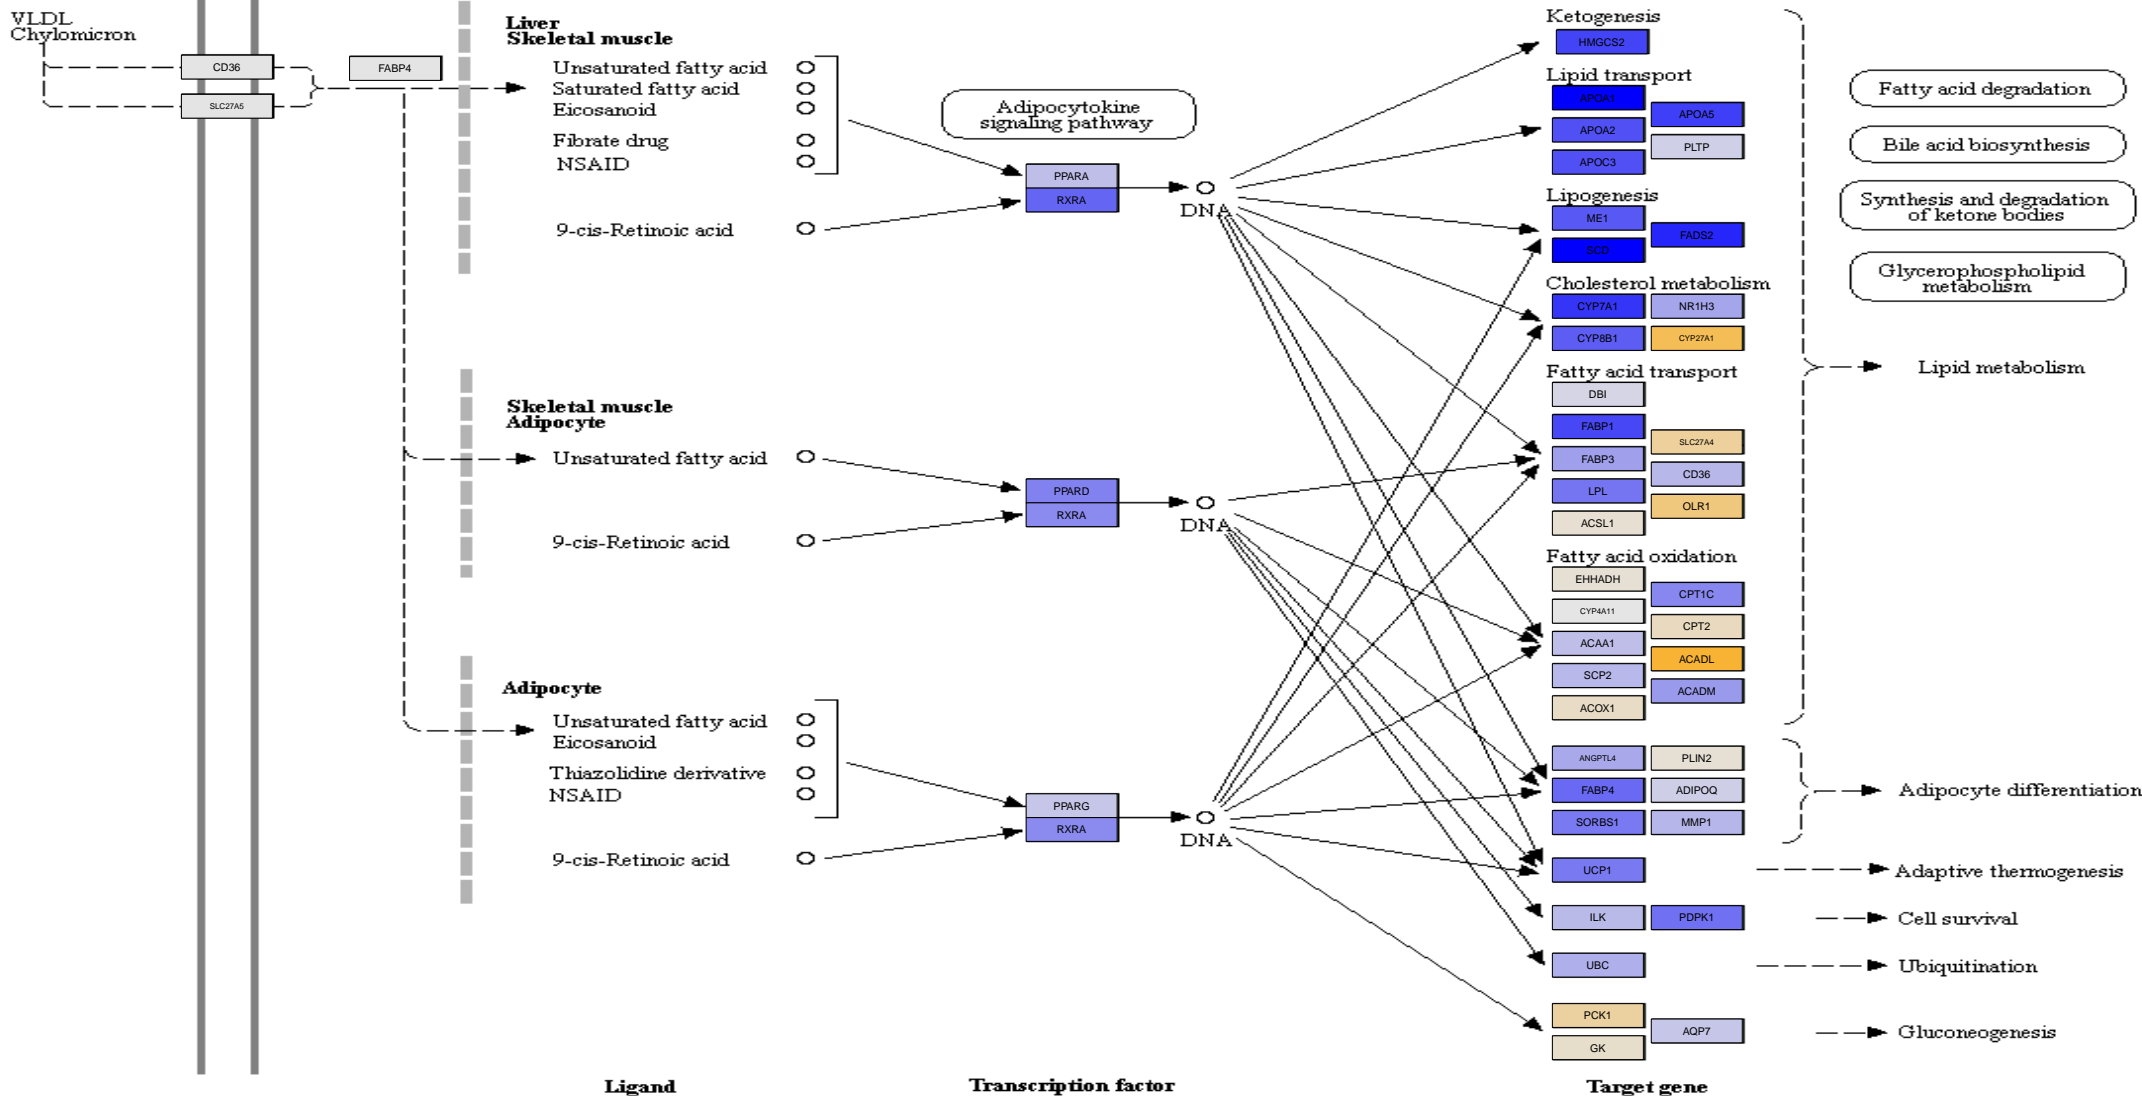 VLDL
Chylomicron
CD36
SLC27A5
FABP4
Liver
Skeletal muscle
Unsaturated fatty acid
Saturated fatty acid
Eicosanoid
Fibrate drug
NSAID
9-cis-Retinoic acid
Adipocytokine
signaling pathway
PPARA
RXRA
DNA
Skeletal muscle
Adipocyte
Unsaturated fatty acid
9-cis-Retinoic acid
PPARD
RXRA
DNA
Adipocyte
Unsaturated fatty acid
Eicosanoid
Thiazolidine derivative
NSAID
9-cis-Retinoic acid
PPARG
RXRA
DNA
Ketogenesis
HMGCS2
Lipid transport
APOA1
APOA5
APOA2
PLTP
APOC3
Lipogenesis
ME1
FADS2
SCD
Cholesterol metabolism
CYP7A1
NR1H3
CYP8B1
CYP27A1
Fatty acid transport
DBI
FABP1
SLC27A4
FABP3
CD36
LPL
OLR1
ACSL1
Fatty acid oxidation
EHHADH
CPT1C
CYP4A11
CPT2
ACAA1
ACADL
SCP2
ACADM
ACOX1
ANGPTL4
PLIN2
FABP4
ADIPOQ
SORBS1
MMP1
UCP1
ILK
PDPK1
UBC
PCK1
AQP7
GK
Fatty acid degradation
Bile acid biosynthesis
Synthesis and degradation
of ketone bodies
Glycerophospholipid
metabolism
Lipid metabolism
Adipocyte differentiation
Adaptive thermogenesis
Cell survival
Ubiquitination
Gluconeogenesis
Ligand
Transcription factor
Target gene